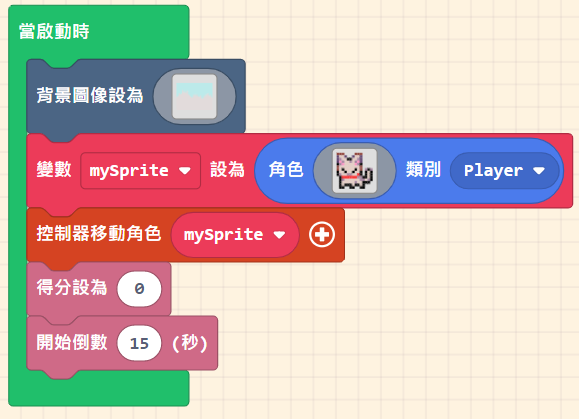 當啟動時
背景圖像設為
變數 mySprite 設為 角色 類別 Player
控制器移動角色 mySprite
得分設為 0
開始倒數 15 (秒)